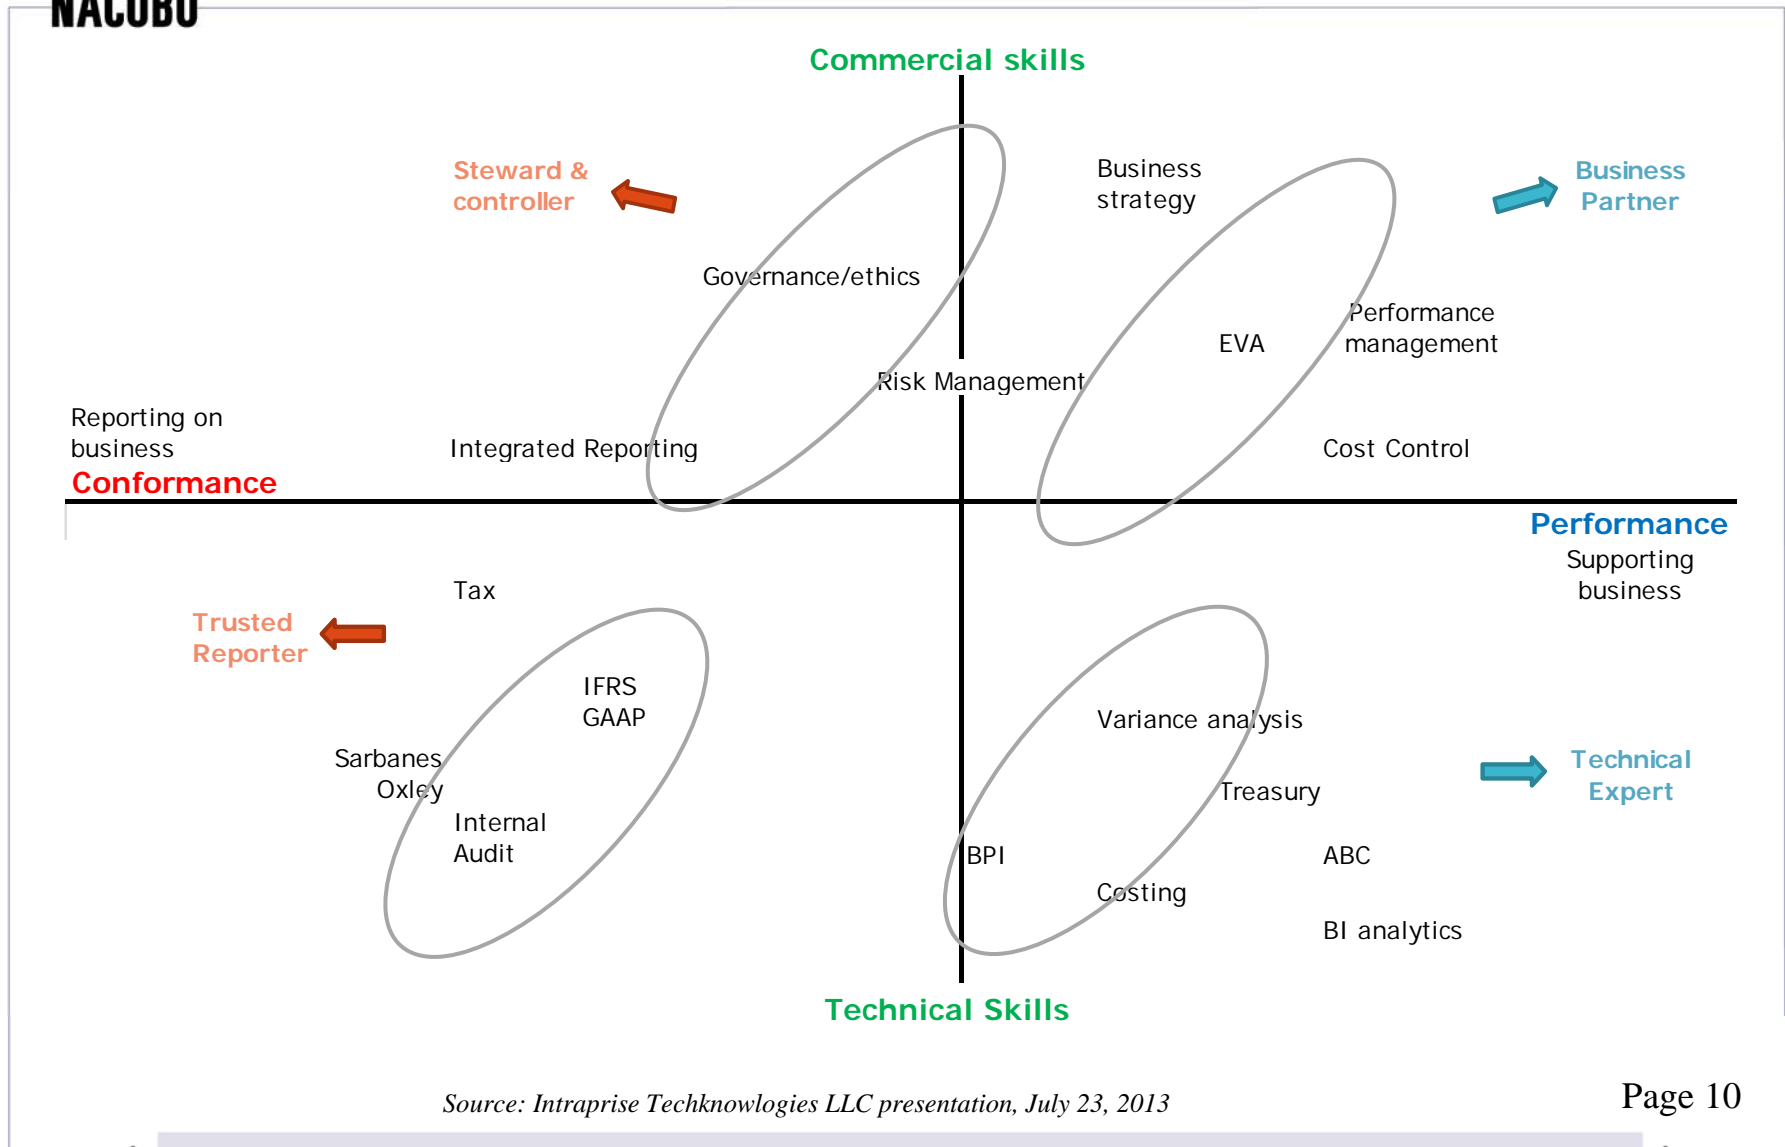 NACUBO
Commercial skills
Steward &
controller
Business
strategy
Business
Partner
Governance/ethics
Performance
management
EVA
Risk Management
Reporting on
business
Integrated Reporting
Cost Control
Conformance
Performance
Supporting
business
Tax
Trusted
Reporter
IFRS
GAAP
Variance analysis
Sarbanes
Oxley
Technical
Expert
Treasury
Internal
Audit
BPI
ABC
Costing
BI analytics
Technical Skills
Source: Intraprise Techknowlogies LLC presentation, July 23, 2013
Page 10